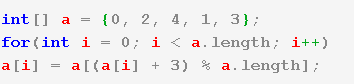 int[] a = {0, 2, 4, 1, 3};
for(int i = 0; i < a.length; i++)
a[i] = a[(a[i] + 3) % a.length];